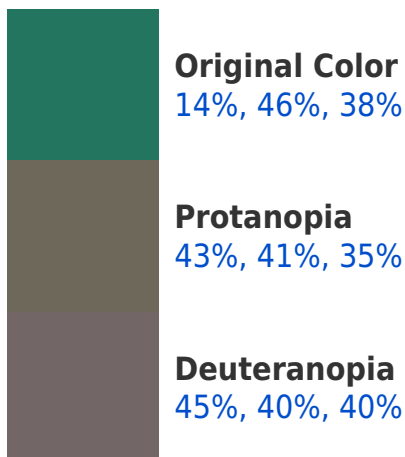 Original Color
14%, 46%, 38%
Protanopia
43%, 41%, 35%
Deuteranopia
45%, 40%, 40%